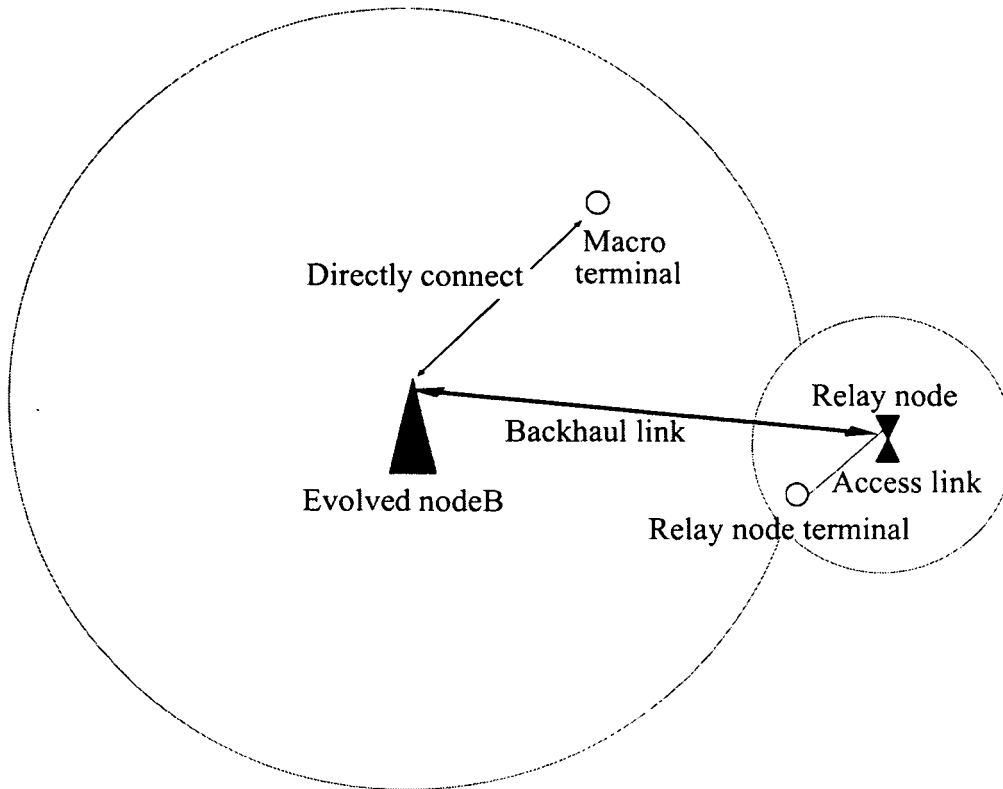 Macro
terminal
Directly connect
Relay node
Backhaul link
Access link
Evolved nodeB
Relay node terminal